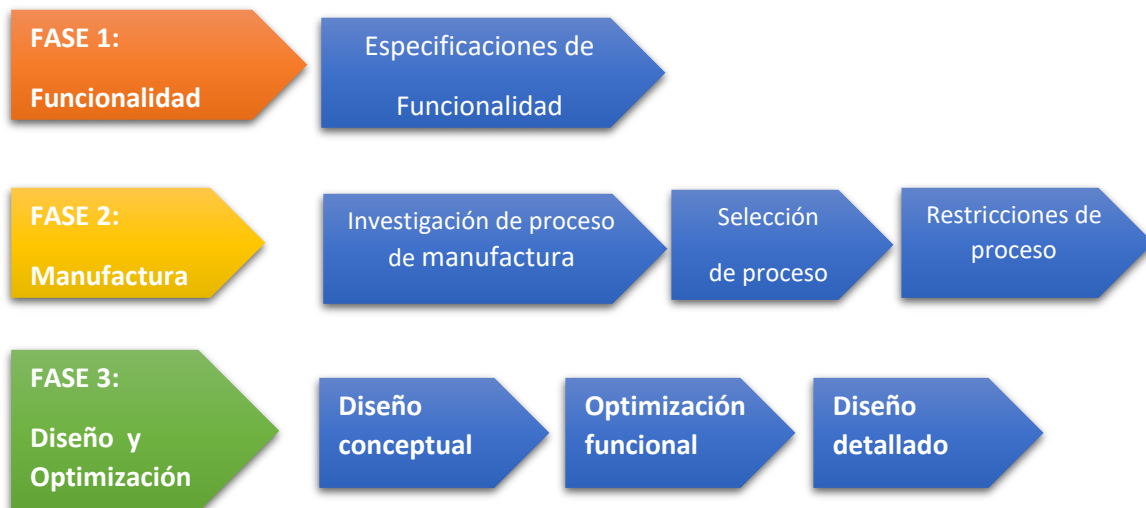 FASE 1:
Funcionalidad
Especificaciones de
Funcionalidad
FASE 2:
Manufactura
Investigación de proceso
de manufactura
Selección
de proceso
Restricciones de
proceso
FASE 3:
Diseño y
Optimización
Diseño
conceptual
Optimización
funcional
Diseño
detallado